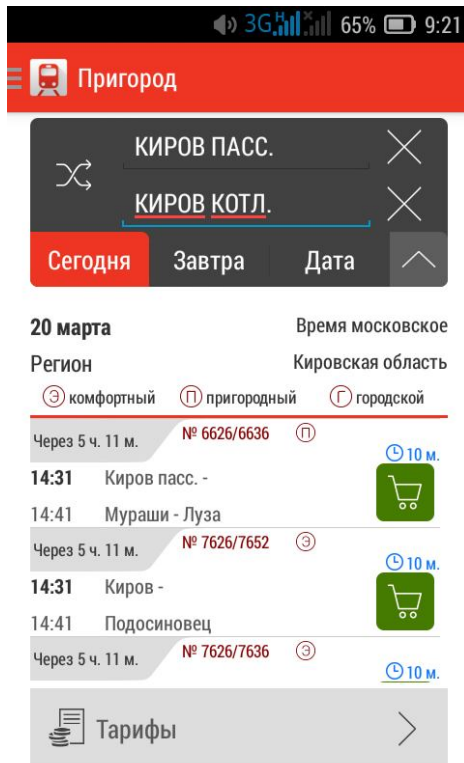 3G H 65% 9:21
Пригород
КИРОВ ПАСС.
КИРОВ КОТЛ.
Сегодня Завтра Дата
20 марта Время московское
Регион Кировская область
Э комфортный П пригородный Г городской
Через 5 ч. 11 м. № 6626/6636 П
10 м.
14:31 Киров пасс. -
14:41 Мураши - Луза
Через 5 ч. 11 м. № 7626/7652 Э
10 м.
14:31 Киров -
14:41 Подосиновец
Через 5 ч. 11 м. № 7626/7636 Э
10 м.
Тарифы